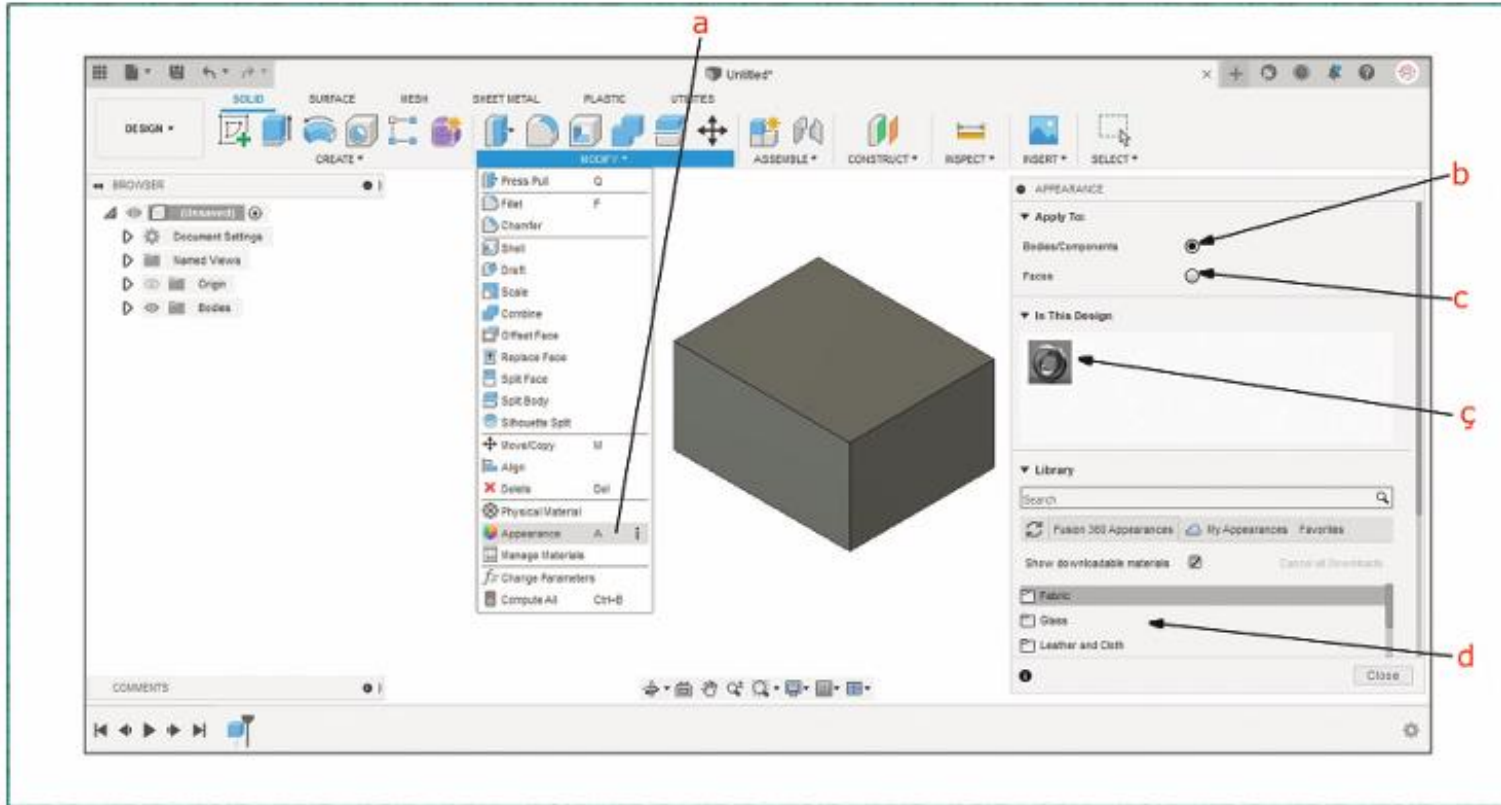 a
Untitled*
SOLID SURFACE MESH SHEET METAL PLASTIC UTILITIES
DESIGN
CREATE MODIFY ASSEMBLE CONSTRUCT INSPECT INSERT SELECT
BROWSER
(Unsaved)
Document Settings
Named Views
Origin
Bodies
Press Pull Q
Fillet F
Chamfer
Shell
Draft
Scale
Combine
Offset Face
Replace Face
Split Face
Split Body
Silhouette Split
Move/Copy M
Align
Delete Del
Physical Material
Appearance A
Manage Materials
Change Parameters
Compute All Ctrl+B
APPEARANCE
Apply To:
Bodies/Components
b
Faces
c
In This Design
ç
Library
Search
Fusion 360 Appearances My Appearances Favorites
Show downloadable materials Cancel all Downloads
Fabric
Glass
Leather and Cloth
d
Close
COMMENTS